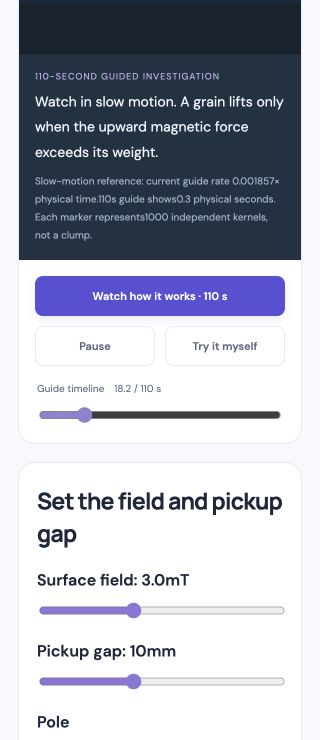 110-SECOND GUIDED INVESTIGATION
Watch in slow motion. A grain lifts only
when the upward magnetic force
exceeds its weight.
Slow-motion reference: current guide rate 0.001857×
physical time.110s guide shows0.3 physical seconds.
Each marker represents1000 independent kernels,
not a clump.
Watch how it works · 110 s
Pause
Try it myself
Guide timeline 18.2 / 110 s
Set the field and pickup
gap
Surface field: 3.0mT
Pickup gap: 10mm
Pole